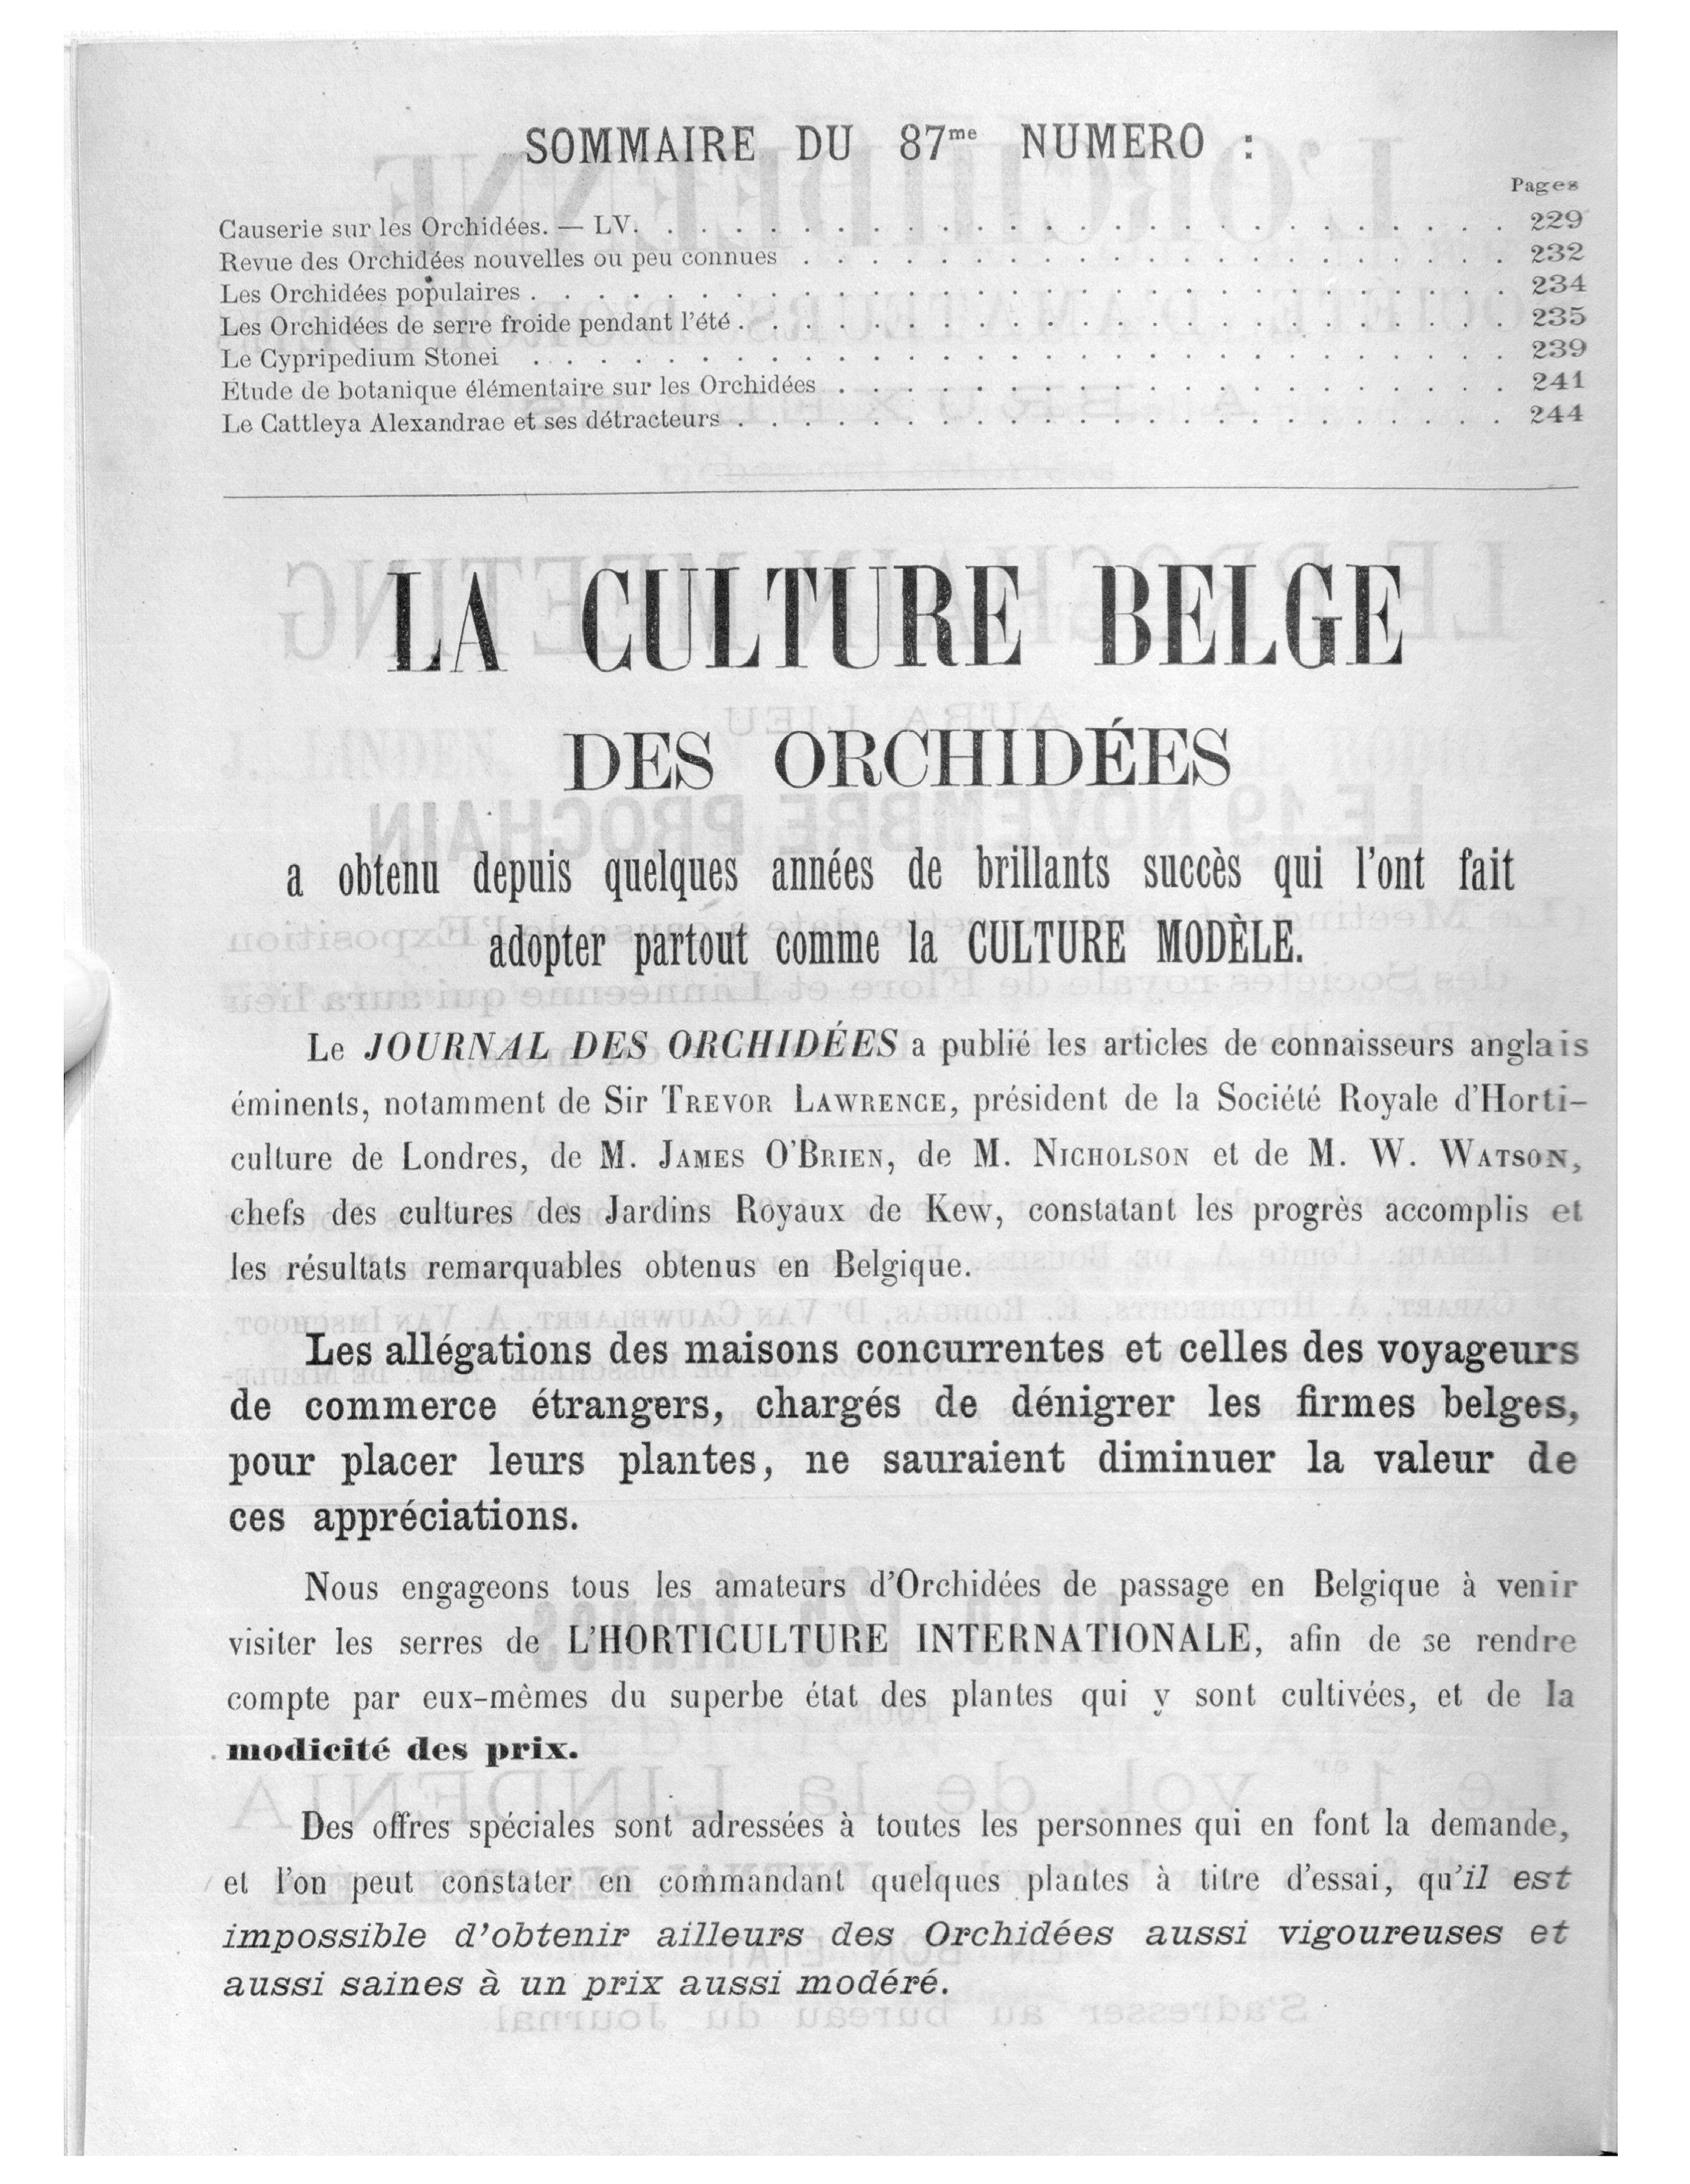 SOMMAIRE DU 87me NUMERO :
Pages
Causerie sur les Orchidées. — LV. . . . . . . . . . . . . . . . . . . . . . . . . . 229
Revue des Orchidées nouvelles ou peu connues . . . . . . . . . . . . . . . . . . . . . 232
Les Orchidées populaires . . . . . . . . . . . . . . . . . . . . . . . . . . . . . 234
Les Orchidées de serre froide pendant l'été . . . . . . . . . . . . . . . . . . . . . . 235
Le Cypripedium Stonei . . . . . . . . . . . . . . . . . . . . . . . . . . . . . 239
Etude de botanique élémentaire sur les Orchidées . . . . . . . . . . . . . . . . . . . . 241
Le Cattleya Alexandrae et ses détracteurs . . . . . . . . . . . . . . . . . . . . . . . 244
LA CULTURE BELGE
DES ORCHIDÉES
a obtenu depuis quelques années de brillants succès qui l'ont fait
adopter partout comme la CULTURE MODÈLE.
Le JOURNAL DES ORCHIDÉES a publié les articles de connaisseurs anglais
éminents, notamment de Sir TREVOR LAWRENCE, président de la Société Royale d'Horti-
culture de Londres, de M. JAMES O'BRIEN, de M. NICHOLSON et de M. W. WATSON,
chefs des cultures des Jardins Royaux de Kew, constatant les progrès accomplis et
les résultats remarquables obtenus en Belgique.
Les allégations des maisons concurrentes et celles des voyageurs
de commerce étrangers, chargés de dénigrer les firmes belges,
pour placer leurs plantes, ne sauraient diminuer la valeur de
ces appréciations.
Nous engageons tous les amateurs d'Orchidées de passage en Belgique à venir
visiter les serres de L'HORTICULTURE INTERNATIONALE, afin de se rendre
compte par eux-mêmes du superbe état des plantes qui y sont cultivées, et de la
modicité des prix.
Des offres spéciales sont adressées à toutes les personnes qui en font la demande,
et l'on peut constater en commandant quelques plantes à titre d'essai, qu'il est
impossible d'obtenir ailleurs des Orchidées aussi vigoureuses et
aussi saines à un prix aussi modéré.